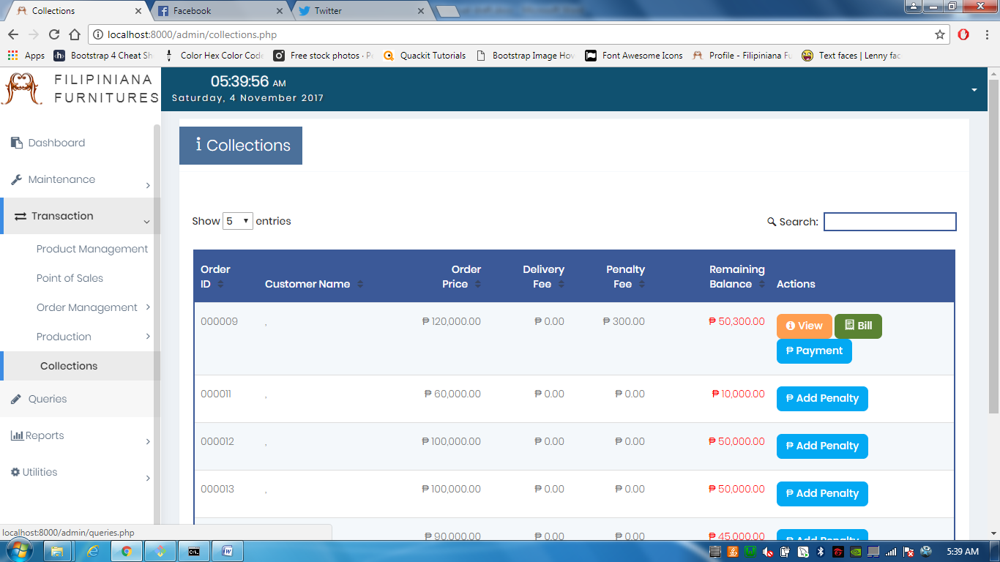 Collections
Facebook
Twitter
localhost:8000/admin/collections.php
Apps
Bootstrap 4 Cheat Sh
Color Hex Color Code
Free stock photos · Pe
Quackit Tutorials
Bootstrap Image Hov
Font Awesome Icons
Profile - Filipiniana Fu
Text faces | Lenny fac
FILIPINIANA
FURNITURES
05:39:56 AM
Saturday, 4 November 2017
Dashboard
Maintenance
Transaction
Product Management
Point of Sales
Order Management
Production
Collections
Queries
Reports
Utilities
Collections
Show 5 entries
Search:
Order ID Customer Name Order Price Delivery Fee Penalty Fee Remaining Balance Actions
000009 , ₱ 120,000.00 ₱ 0.00 ₱ 300.00 ₱ 50,300.00 View Bill
₱ Payment
000011 , ₱ 60,000.00 ₱ 0.00 ₱ 0.00 ₱ 10,000.00 ₱ Add Penalty
000012 , ₱ 100,000.00 ₱ 0.00 ₱ 0.00 ₱ 50,000.00 ₱ Add Penalty
000013 , ₱ 100,000.00 ₱ 0.00 ₱ 0.00 ₱ 50,000.00 ₱ Add Penalty
₱ 90,000.00 ₱ 0.00 ₱ 0.00 ₱ 45,000.00 ₱ Add Penalty
localhost:8000/admin/queries.php
5:39 AM